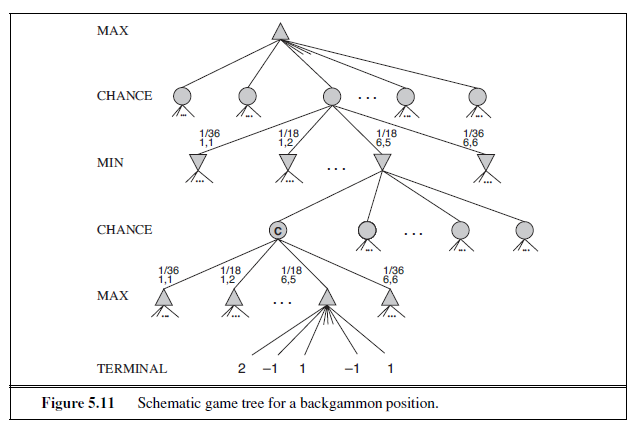 MAX
CHANCE
...
1/36 1/18 1/18 1/36
1,1 1,2 6,5 6,6
MIN
...
CHANCE
C
...
1/36 1/18 1/18 1/36
1,1 1,2 6,5 6,6
MAX
...
TERMINAL 2 –1 1 –1 1
Figure 5.11 Schematic game tree for a backgammon position.